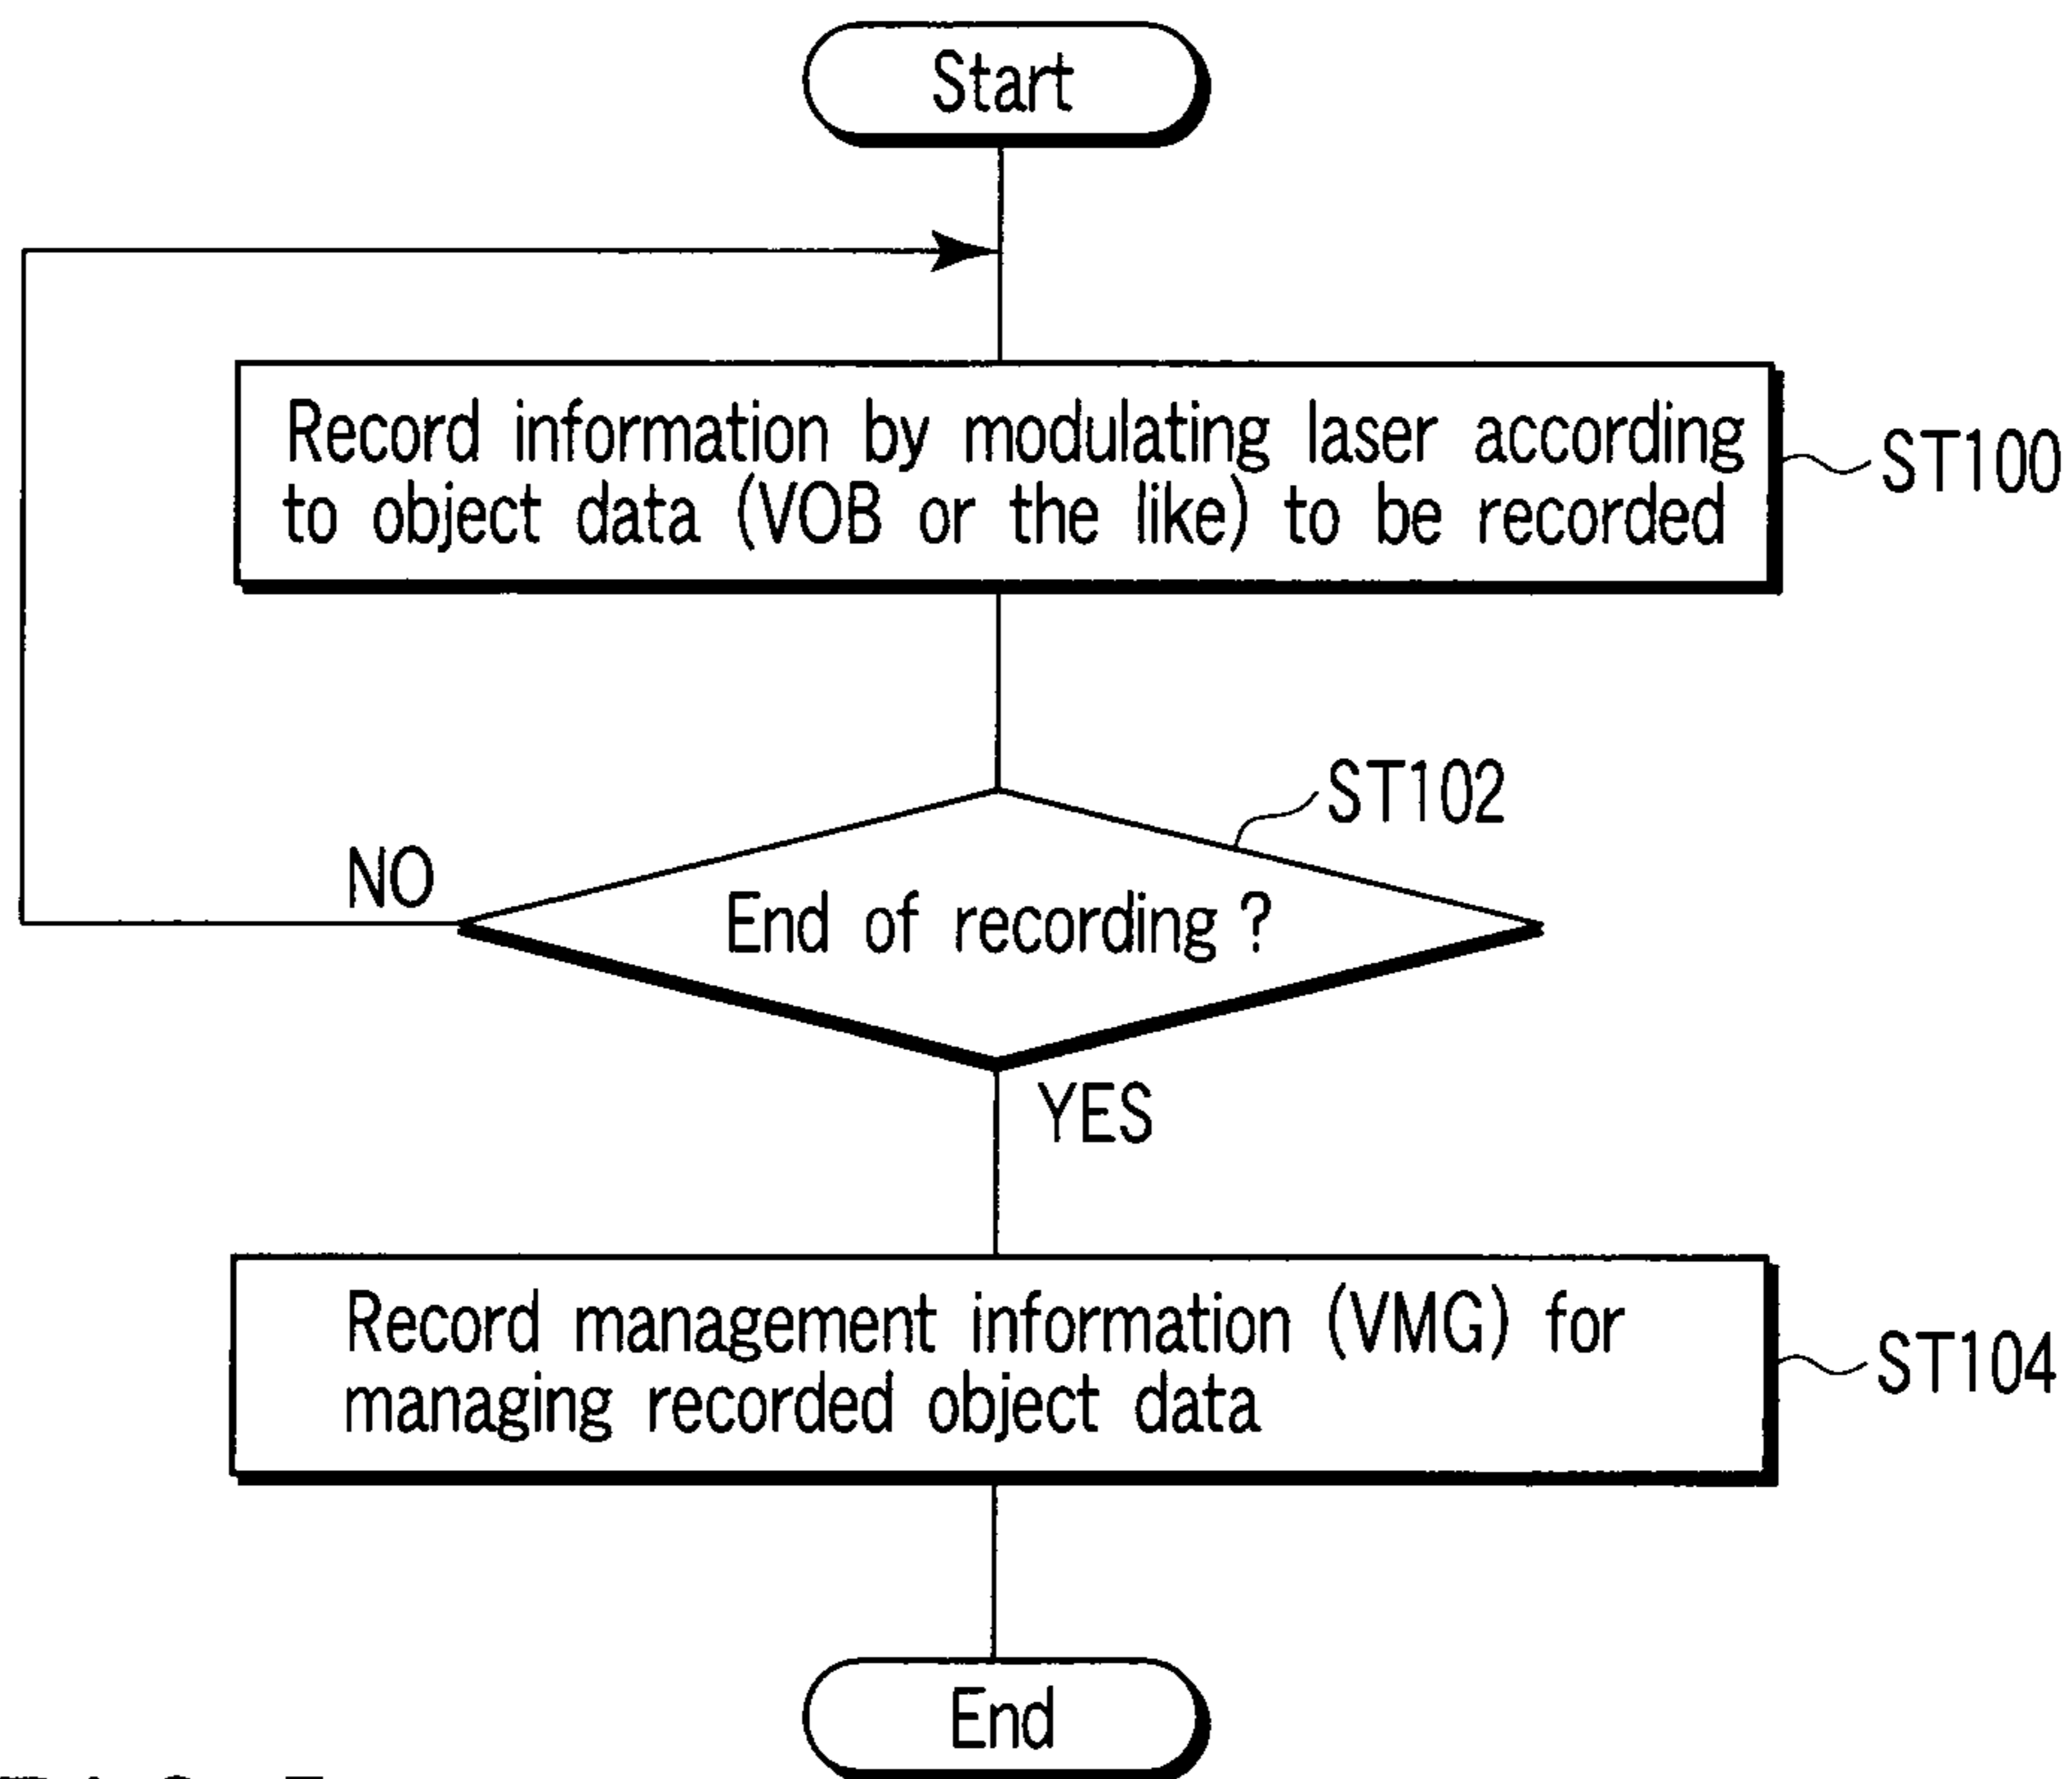 Start
Record information by modulating laser according
to object data (VOB or the like) to be recorded
ST100
ST102
NO
End of recording ?
YES
Record management information (VMG) for
managing recorded object data
ST104
End